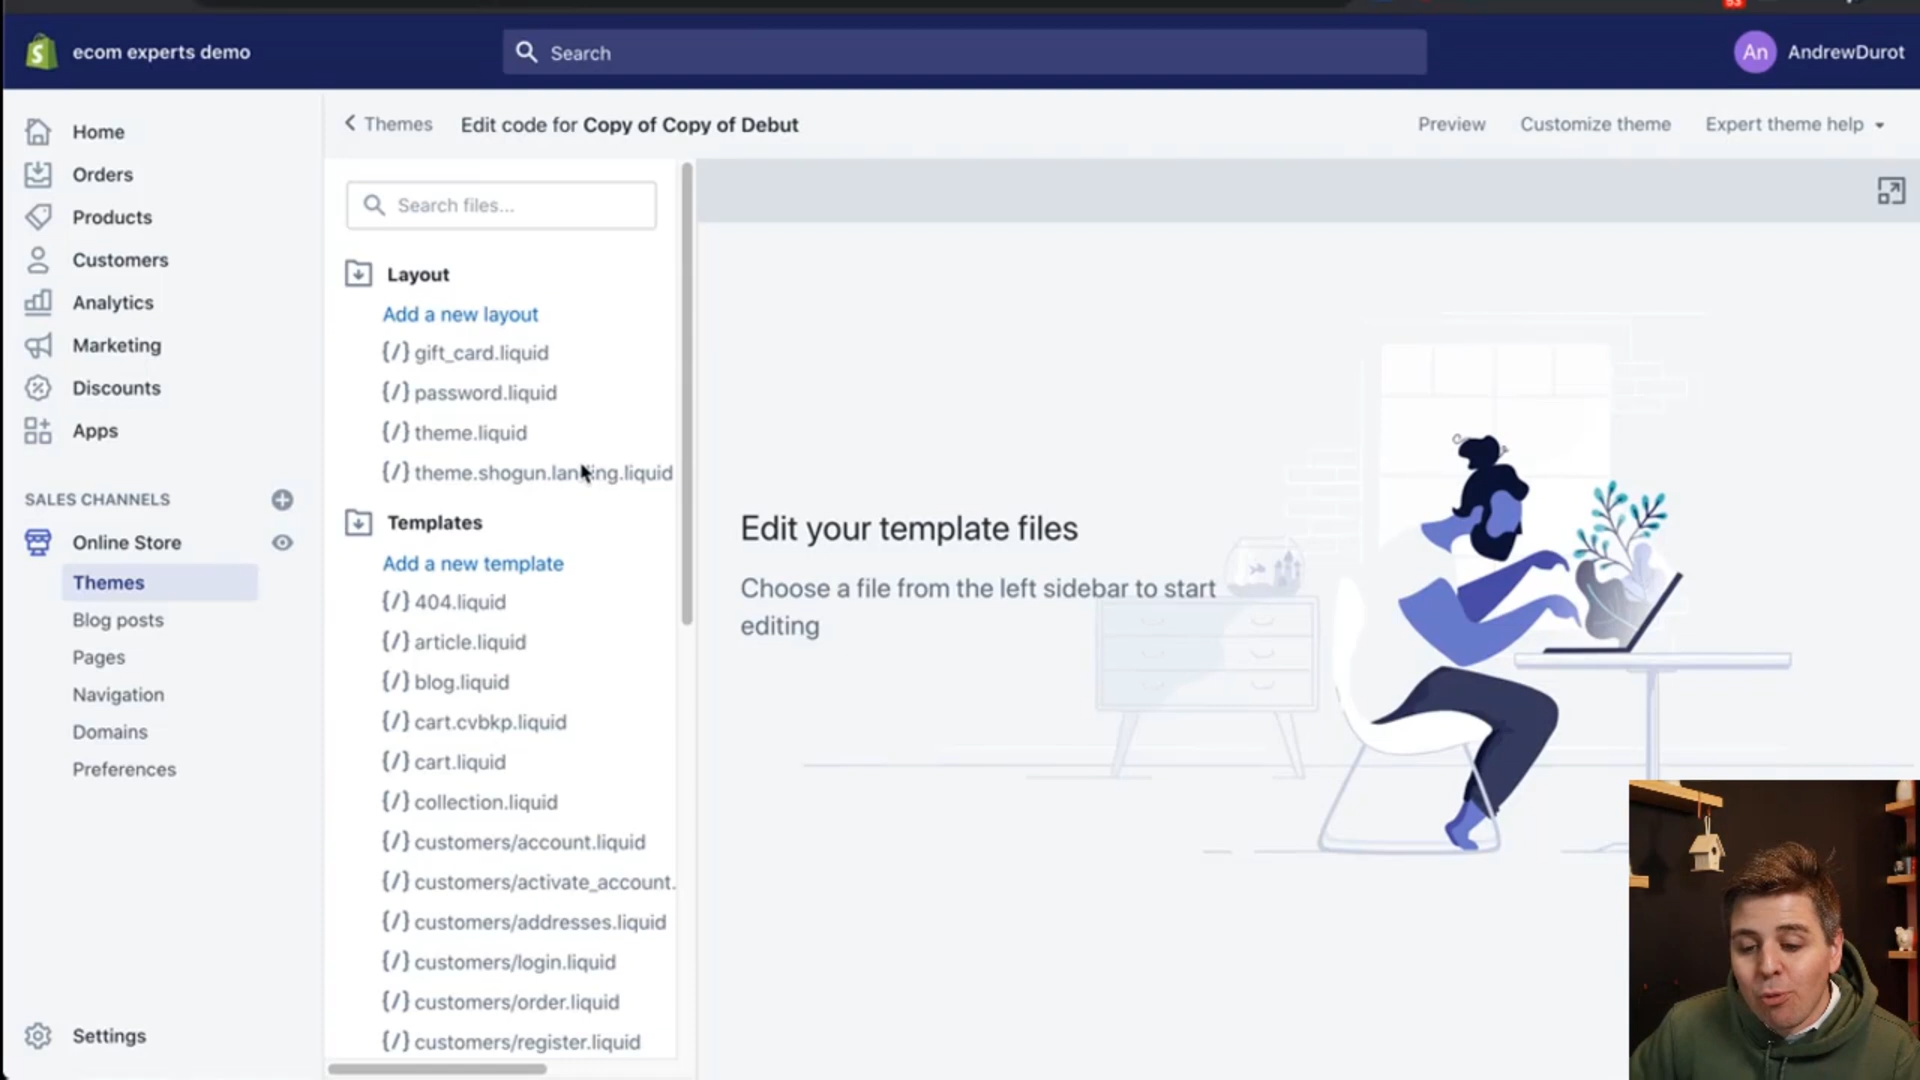 53
ecom experts demo
Search
An
AndrewDurot
Home
Orders
Products
Customers
Analytics
Marketing
Discounts
Apps
SALES CHANNELS
Online Store
Themes
Blog posts
Pages
Navigation
Domains
Preferences
Settings
Themes
Edit code for Copy of Copy of Debut
Preview
Customize theme
Expert theme help
Search files...
Layout
Add a new layout
{/} gift_card.liquid
{/} password.liquid
{/} theme.liquid
{/} theme.shogun.landing.liquid
Templates
Add a new template
{/} 404.liquid
{/} article.liquid
{/} blog.liquid
{/} cart.cvbkp.liquid
{/} cart.liquid
{/} collection.liquid
{/} customers/account.liquid
{/} customers/activate_account.
{/} customers/addresses.liquid
{/} customers/login.liquid
{/} customers/order.liquid
{/} customers/register.liquid
Edit your template files
Choose a file from the left sidebar to start
editing